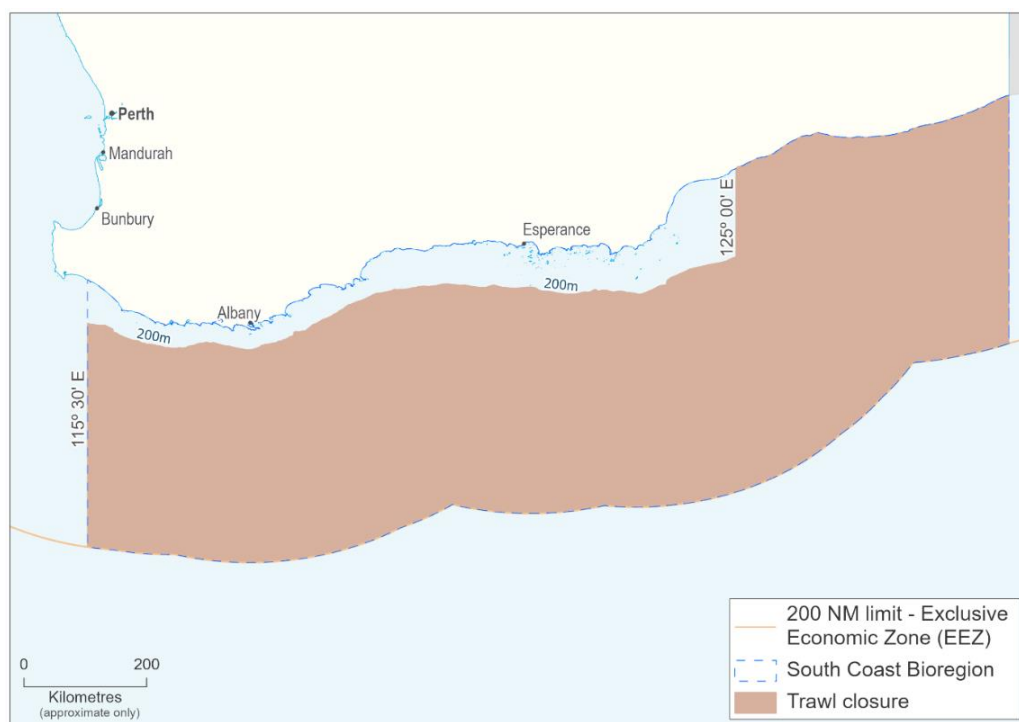 Perth
Mandurah
Bunbury
Esperance
125° 00' E
200m
Albany
200m
115° 30' E
200 NM limit - Exclusive
Economic Zone (EEZ)
South Coast Bioregion
Trawl closure
0 200
Kilometres
(approximate only)